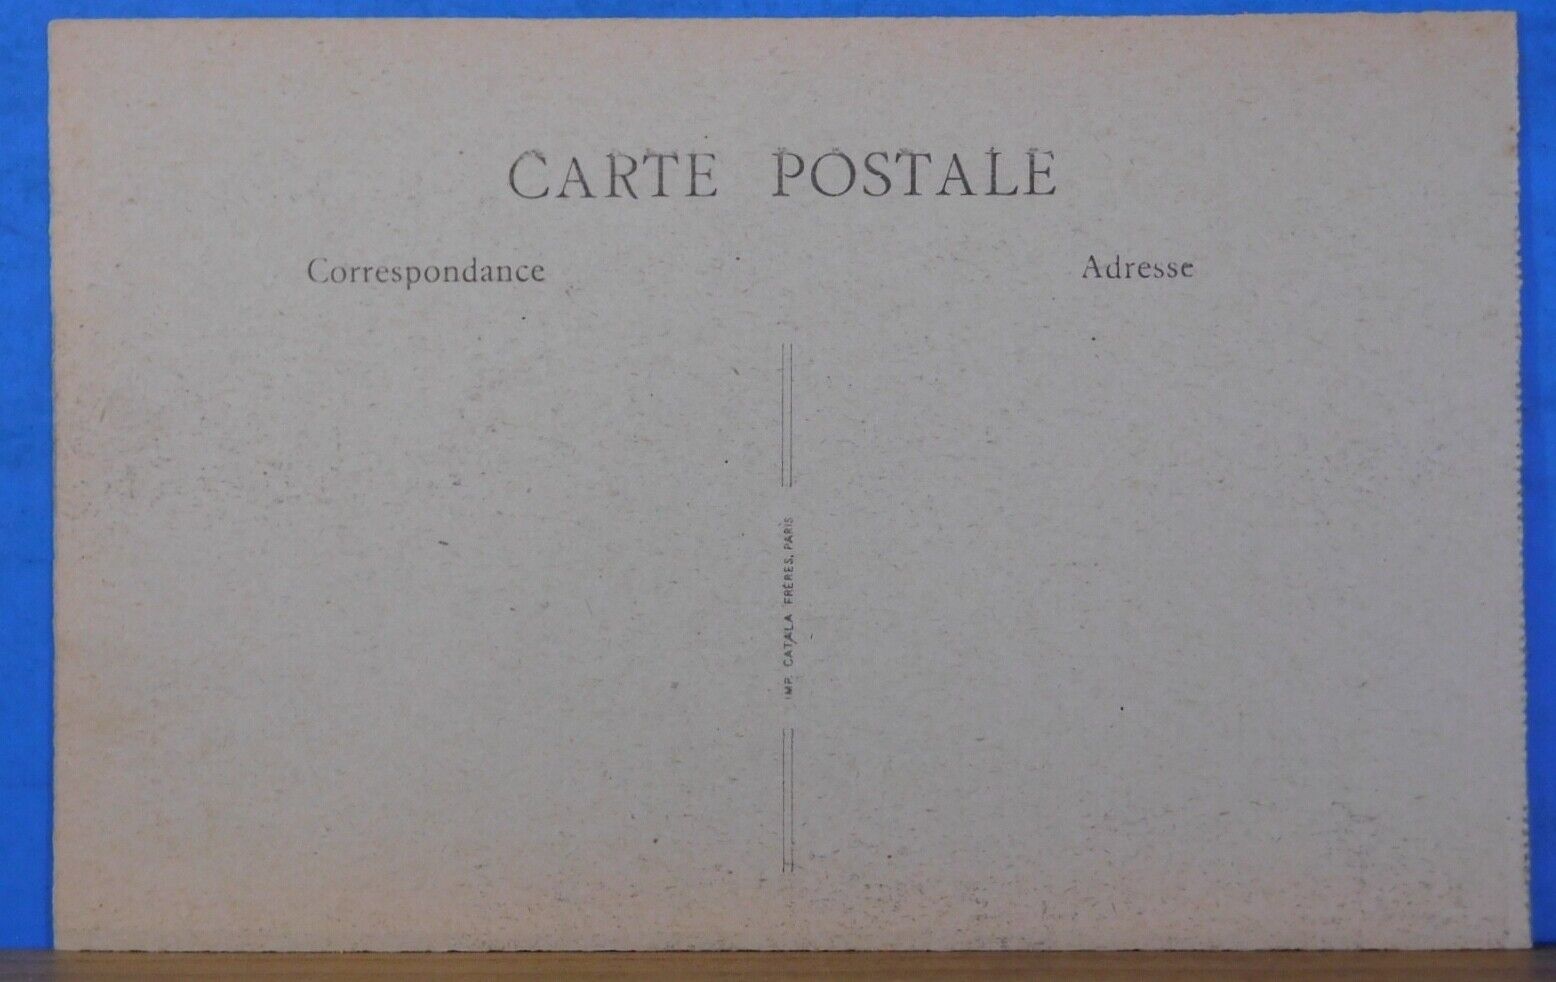 CARTE POSTALE
Correspondance
Adresse
IMP. CATALA FRÈRES, PARIS